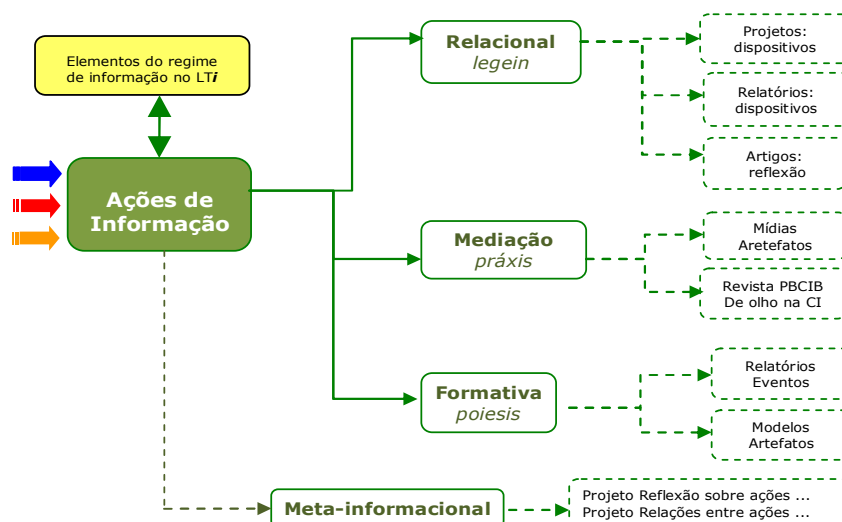 Elementos do regime
de informação no LTi
Ações de
Informação
Relacional
legein
Projetos:
dispositivos
Relatórios:
dispositivos
Artigos:
reflexão
Mediação
práxis
Mídias
Aretefatos
Revista PBCIB
De olho na CI
Formativa
poiesis
Relatórios
Eventos
Modelos
Artefatos
Meta-informacional
Projeto Reflexão sobre ações ...
Projeto Relações entre ações ...